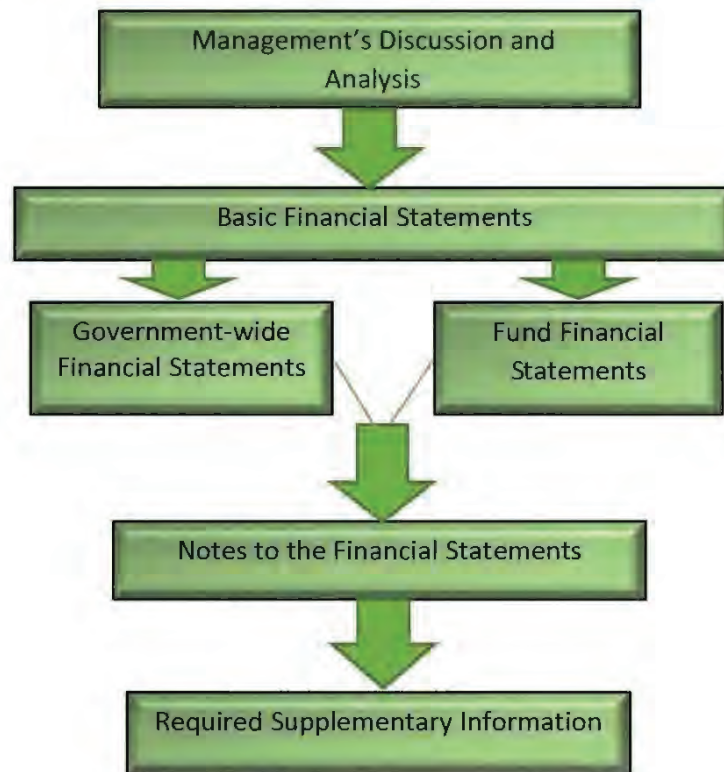 Management's Discussion and
Analysis
Basic Financial Statements
Government-wide
Financial Statements
Fund Financial
Statements
Notes to the Financial Statements
Required Supplementary Information